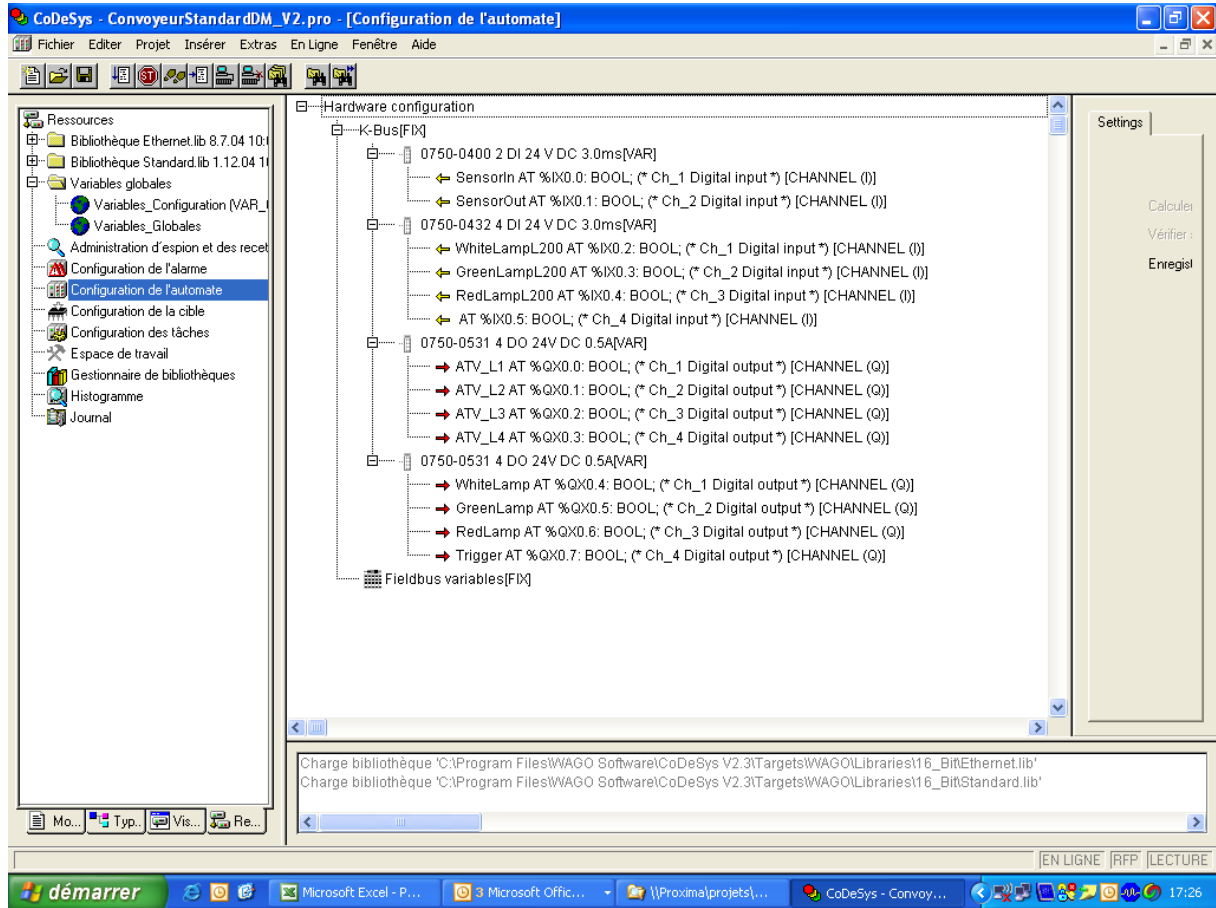 CoDeSys - ConvoyeurStandardDM_V2.pro - [Configuration de l'automate]
Fichier Editer Projet Insérer Extras En Ligne Fenêtre Aide
Ressources
Bibliothèque Ethernet.lib 8.7.04 10:
Bibliothèque Standard.lib 1.12.04 1
Variables globales
Variables_Configuration (VAR_
Variables_Globales
Administration d´espion et des recet
Configuration de l'alarme
Configuration de l'automate
Configuration de la cible
Configuration des tâches
Espace de travail
Gestionnaire de bibliothèques
Histogramme
Journal
Mo...
Typ..
Vis...
Re...
Hardware configuration
K-Bus[FIX]
0750-0400 2 DI 24 V DC 3.0ms[VAR]
SensorIn AT %IX0.0: BOOL; (* Ch_1 Digital input *) [CHANNEL (I)]
SensorOut AT %IX0.1: BOOL; (* Ch_2 Digital input *) [CHANNEL (I)]
0750-0432 4 DI 24 V DC 3.0ms[VAR]
WhiteLampL200 AT %IX0.2: BOOL; (* Ch_1 Digital input *) [CHANNEL (I)]
GreenLampL200 AT %IX0.3: BOOL; (* Ch_2 Digital input *) [CHANNEL (I)]
RedLampL200 AT %IX0.4: BOOL; (* Ch_3 Digital input *) [CHANNEL (I)]
AT %IX0.5: BOOL; (* Ch_4 Digital input *) [CHANNEL (I)]
0750-0531 4 DO 24V DC 0.5A[VAR]
ATV_L1 AT %QX0.0: BOOL; (* Ch_1 Digital output *) [CHANNEL (Q)]
ATV_L2 AT %QX0.1: BOOL; (* Ch_2 Digital output *) [CHANNEL (Q)]
ATV_L3 AT %QX0.2: BOOL; (* Ch_3 Digital output *) [CHANNEL (Q)]
ATV_L4 AT %QX0.3: BOOL; (* Ch_4 Digital output *) [CHANNEL (Q)]
0750-0531 4 DO 24V DC 0.5A[VAR]
WhiteLamp AT %QX0.4: BOOL; (* Ch_1 Digital output *) [CHANNEL (Q)]
GreenLamp AT %QX0.5: BOOL; (* Ch_2 Digital output *) [CHANNEL (Q)]
RedLamp AT %QX0.6: BOOL; (* Ch_3 Digital output *) [CHANNEL (Q)]
Trigger AT %QX0.7: BOOL; (* Ch_4 Digital output *) [CHANNEL (Q)]
Fieldbus variables[FIX]
Settings
Calculer
Vérifier :
Enregist
Charge bibliothèque 'C:\Program Files\WAGO Software\CoDeSys V2.3\Targets\WAGO\Libraries\16_Bit\Ethernet.lib'
Charge bibliothèque 'C:\Program Files\WAGO Software\CoDeSys V2.3\Targets\WAGO\Libraries\16_Bit\Standard.lib'
EN LIGNE RFP LECTURE
démarrer
Microsoft Excel - P...
3 Microsoft Offic...
\\Proxima\projets\...
CoDeSys - Convoy...
17:26